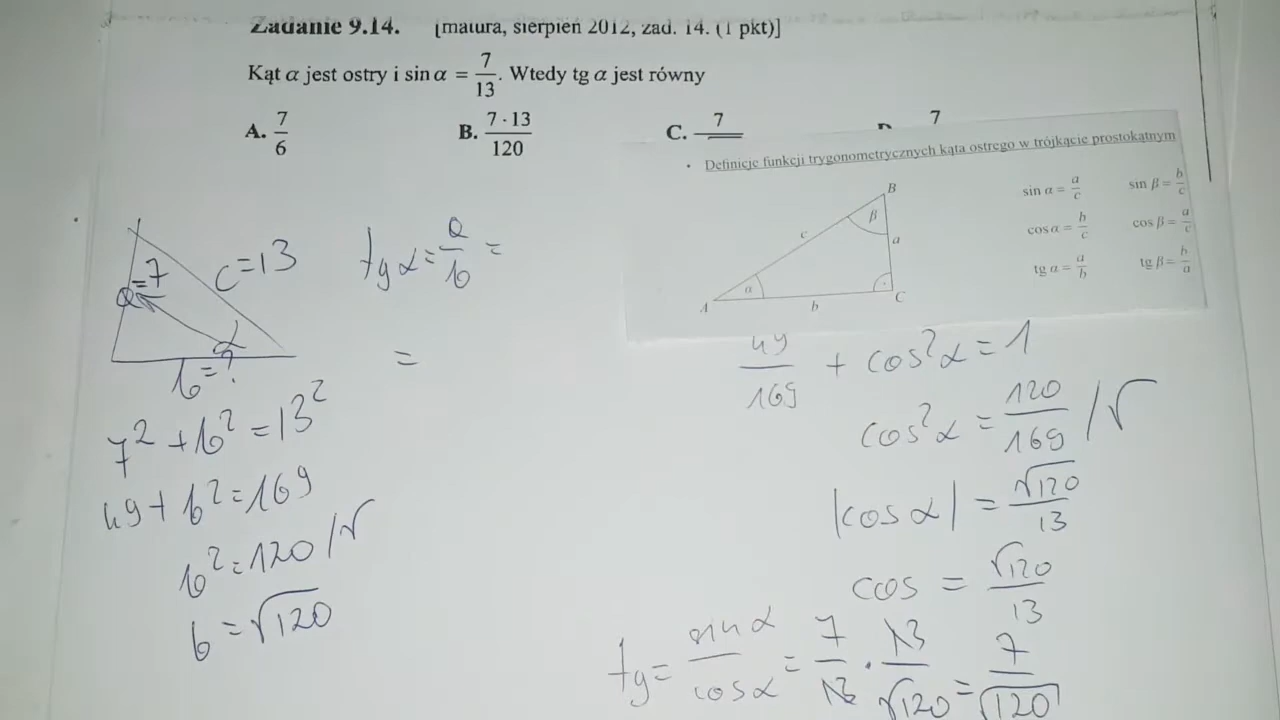 Zadanie 9.14. [matura, sierpień 2012, zad. 14. (1 pkt)]
Kąt α jest ostry i sin α = 7/13. Wtedy tg α jest równy
A. 7/6 B. (7 · 13)/120 C. 7 D. 7
• Definicje funkcji trygonometrycznych kąta ostrego w trójkącie prostokątnym
B
β
c
a
α
A
b
C
sin α = a/c sin β = b/c
cos α = b/c cos β = a/c
tg α = a/b tg β = b/a
a=7
c=13
α
b=?
tg α = a/b =
=
7² + b² = 13²
49 + b² = 169
b² = 120 /√
b = √120
49/169 + cos²α = 1
cos²α = 120/169 /√
|cos α| = √120/13
cos = √120/13
tg = sin α/cos α = 7/13 · 13/√120 = 7/√120